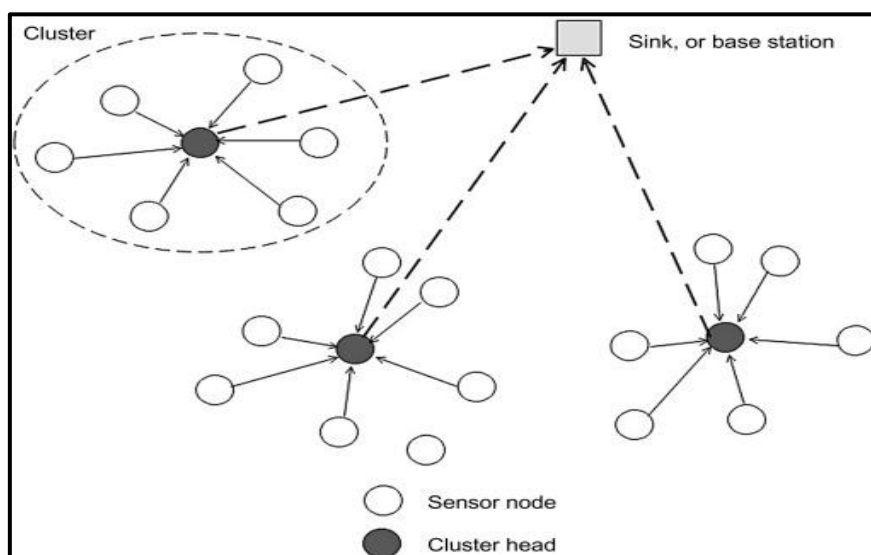 Cluster
Sink, or base station
Sensor node
Cluster head